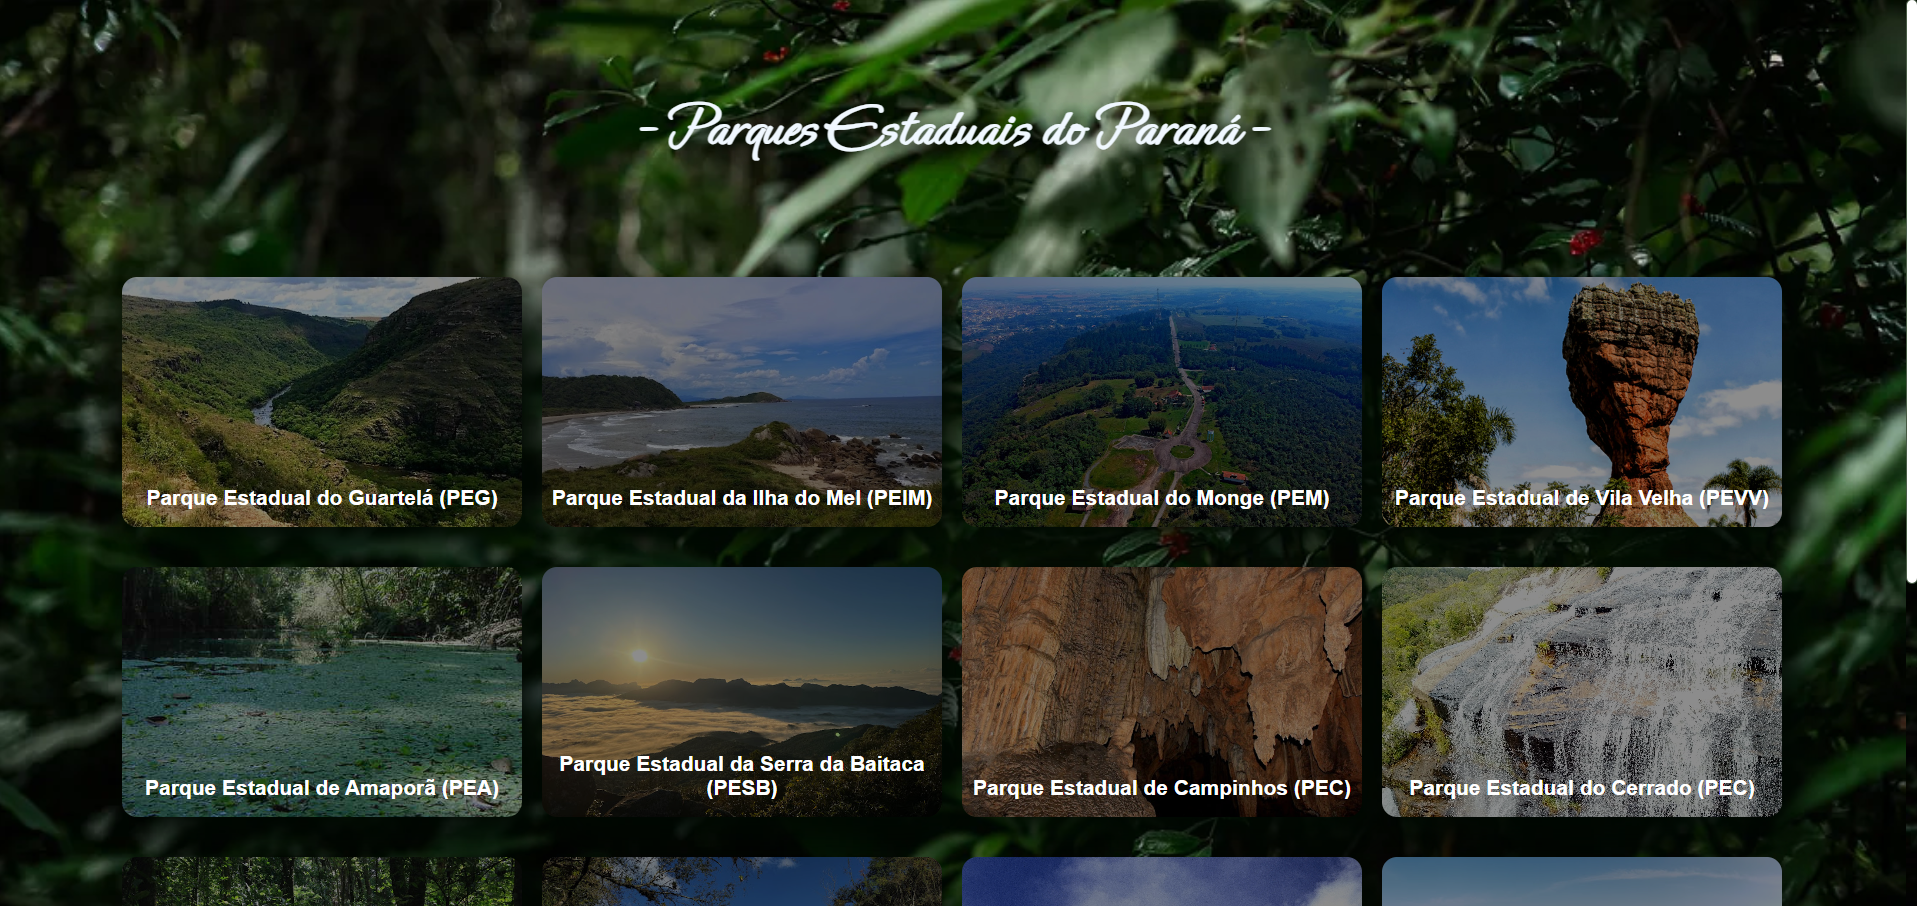 - Parques Estaduais do Paraná -
Parque Estadual do Guartelá (PEG)
Parque Estadual da Ilha do Mel (PEIM)
Parque Estadual do Monge (PEM)
Parque Estadual de Vila Velha (PEVV)
Parque Estadual de Amaporã (PEA)
Parque Estadual da Serra da Baitaca
(PESB)
Parque Estadual de Campinhos (PEC)
Parque Estadual do Cerrado (PEC)